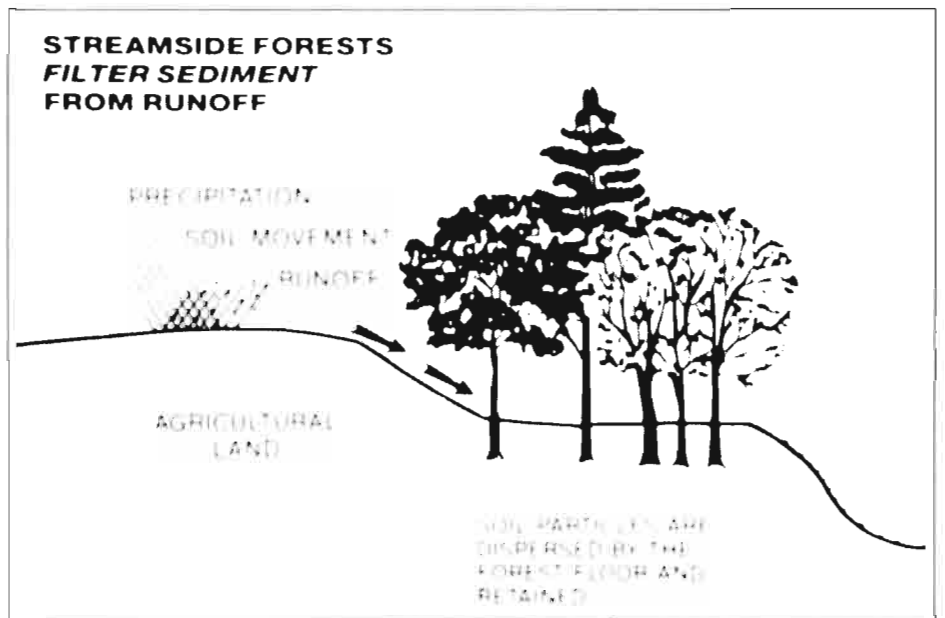 STREAMSIDE FORESTS
FILTER SEDIMENT
FROM RUNOFF
PRECIPITATION
SOIL MOVEMENT
RUNOFF
AGRICULTURAL
LAND
SOIL PARTICLES ARE
DISPERSED BY THE
FOREST FLOOR AND
RETAINED